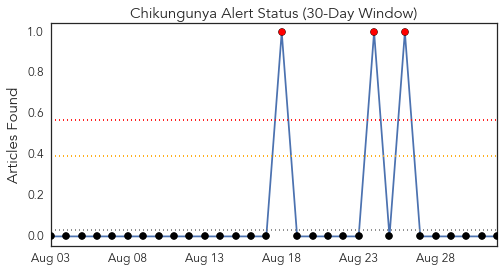 Chikungunya Alert Status (30-Day Window)
Articles Found
1.0
0.8
0.6
0.4
0.2
0.0
Aug 03 Aug 08 Aug 13 Aug 18 Aug 23 Aug 28